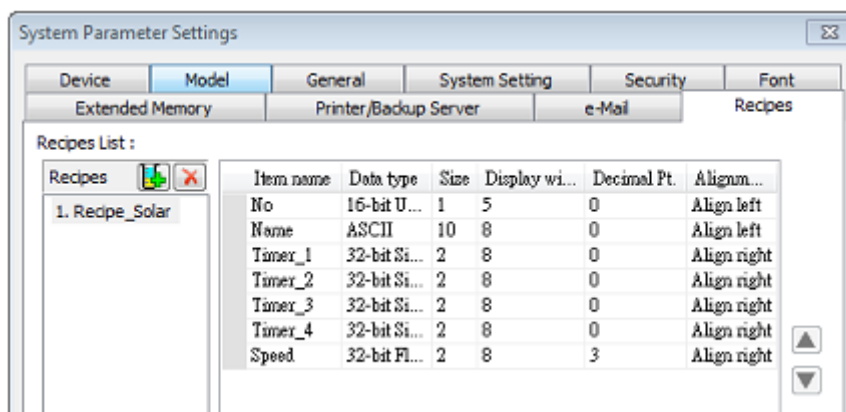 System Parameter Settings
Device Model General System Setting Security Font
Extended Memory Printer/Backup Server e-Mail Recipes
Recipes List :
Recipes
1. Recipe_Solar
Item name Data type Size Display wi... Decimal Pt. Alignm...
No 16-bit U... 1 5 0 Align left
Name ASCII 10 8 0 Align left
Timer_1 32-bit Si... 2 8 0 Align right
Timer_2 32-bit Si... 2 8 0 Align right
Timer_3 32-bit Si... 2 8 0 Align right
Timer_4 32-bit Si... 2 8 0 Align right
Speed 32-bit Fl... 2 8 3 Align right